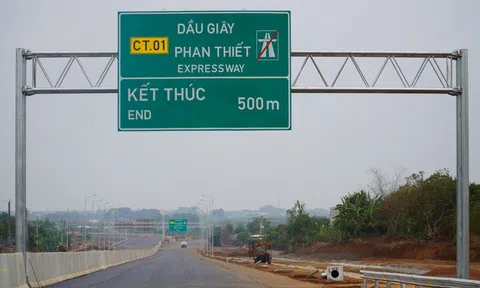 DẦU GIÂY
CT.01
PHAN THIẾT
EXPRESSWAY
KẾT THÚC 500m
END